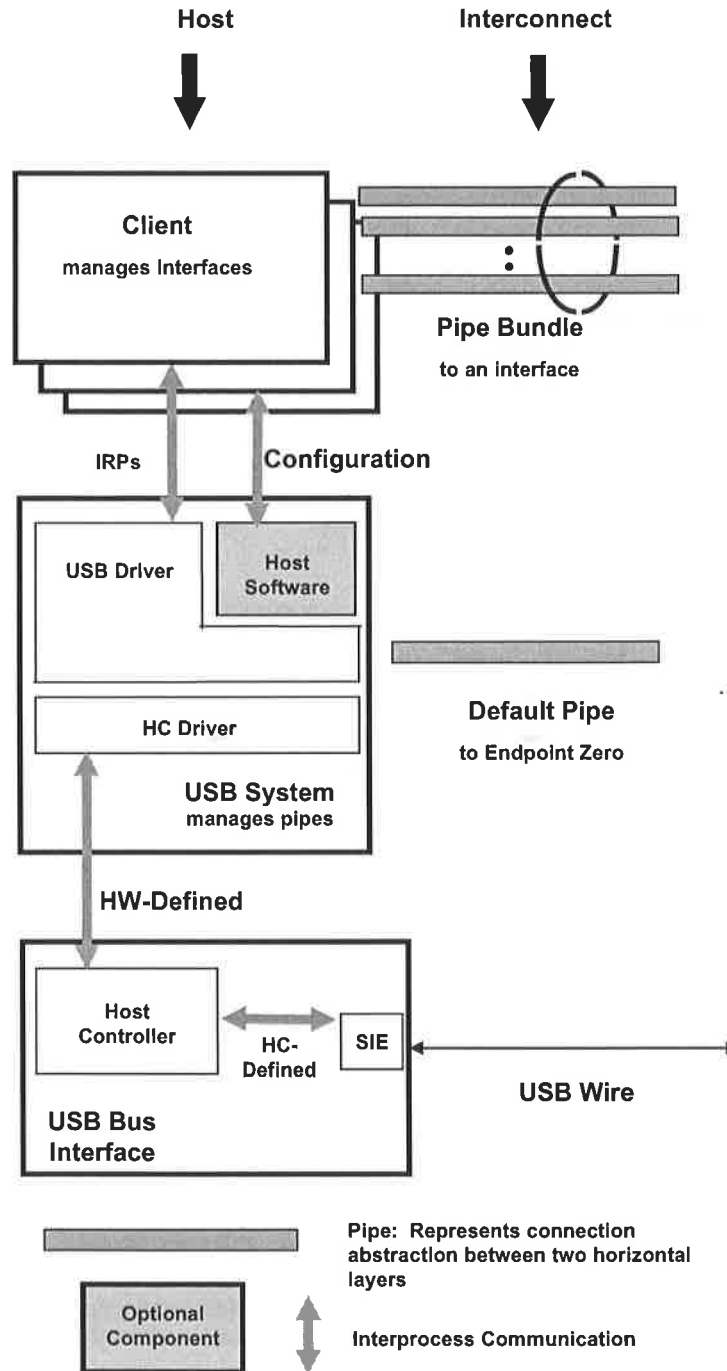 Host
Interconnect
Client
manages Interfaces
Pipe Bundle
to an interface
IRPs
Configuration
USB Driver
Host
Software
HC Driver
USB System
manages pipes
Default Pipe
to Endpoint Zero
HW-Defined
Host
Controller
HC-
Defined
SIE
USB Wire
USB Bus
Interface
Pipe: Represents connection
abstraction between two horizontal
layers
Optional
Component
Interprocess Communication